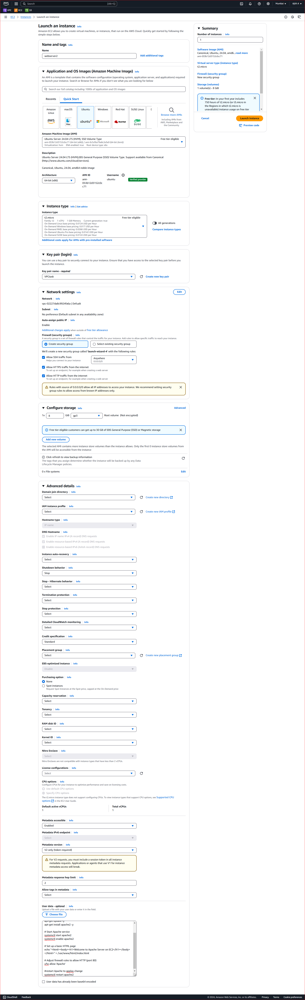 aws
Search
[Alt+S]
Mumbai
Ajith A
VPC
EC2
S3
EC2
Instances
Launch an instance
Launch an instance Info
Amazon EC2 allows you to create virtual machines, or instances, that run on the AWS Cloud. Quickly get started by following the
simple steps below.
Name and tags Info
Name
webserver2
Add additional tags
Application and OS Images (Amazon Machine Image) Info
An AMI is a template that contains the software configuration (operating system, application server, and applications) required
to launch your instance. Search or Browse for AMIs if you don't see what you are looking for below
Search our full catalog including 1000s of application and OS images
Recents
Quick Start
Amazon
Linux
aws
macOS
Mac
Ubuntu
ubuntu
Windows
Microsoft
Red Hat
Red Hat
SUSE Linux
SUSE
Browse more AMIs
Including AMIs from
AWS, Marketplace and
the Community
Amazon Machine Image (AMI)
Ubuntu Server 24.04 LTS (HVM), SSD Volume Type
Free tier eligible
ami-053b12d3152c0cc71 (64-bit (x86)) / ami-0c5cf6a79a8c2e3e9 (64-bit (Arm))
Virtualization: hvm ENA enabled: true Root device type: ebs
Description
Ubuntu Server 24.04 LTS (HVM),EBS General Purpose (SSD) Volume Type. Support available from Canonical
(http://www.ubuntu.com/cloud/services).
Canonical, Ubuntu, 24.04, amd64 noble image
Architecture
64-bit (x86)
AMI ID
ami-
053b12d3152c0c
c71
Username
ubuntu
Verified provider
Instance type Info | Get advice
Instance type
t2.micro
Free tier eligible
Family: t2 1 vCPU 1 GiB Memory Current generation: true
On-Demand Linux base pricing: 0.0124 USD per Hour
On-Demand Windows base pricing: 0.017 USD per Hour
On-Demand RHEL base pricing: 0.0268 USD per Hour
On-Demand Ubuntu Pro base pricing: 0.0142 USD per Hour
On-Demand SUSE base pricing: 0.0124 USD per Hour
All generations
Compare instance types
Additional costs apply for AMIs with pre-installed software
Key pair (login) Info
You can use a key pair to securely connect to your instance. Ensure that you have access to the selected key pair before you
launch the instance.
Key pair name - required
VPCtask
Create new key pair
Network settings Info
Edit
Network Info
vpc-02227da8c9924fa6a | Defualt
Subnet Info
No preference (Default subnet in any availability zone)
Auto-assign public IP Info
Enable
Additional charges apply when outside of free tier allowance
Firewall (security groups) Info
A security group is a set of firewall rules that control the traffic for your instance. Add rules to allow specific traffic to reach your instance.
Create security group
Select existing security group
We'll create a new security group called 'launch-wizard-4' with the following rules:
Allow SSH traffic from
Helps you connect to your instance
Anywhere
0.0.0.0/0
Allow HTTPS traffic from the internet
To set up an endpoint, for example when creating a web server
Allow HTTP traffic from the internet
To set up an endpoint, for example when creating a web server
Rules with source of 0.0.0.0/0 allow all IP addresses to access your instance. We recommend setting security
group rules to allow access from known IP addresses only.
Configure storage Info
Advanced
1x 8 GiB gp3 Root volume (Not encrypted)
Free tier eligible customers can get up to 30 GB of EBS General Purpose (SSD) or Magnetic storage
Add new volume
The selected AMI contains more instance store volumes than the instance allows. Only the first 0 instance store volumes from
the AMI will be accessible from the instance
Click refresh to view backup information
The tags that you assign determine whether the instance will be backed up by any Data
Lifecycle Manager policies.
0 x File systems
Edit
Advanced details Info
Domain join directory Info
Select
Create new directory
IAM instance profile Info
Select
Create new IAM profile
Hostname type Info
IP name
DNS Hostname Info
Enable IP name IPv4 (A record) DNS requests
Enable resource-based IPv4 (A record) DNS requests
Enable resource-based IPv6 (AAAA record) DNS requests
Instance auto-recovery Info
Select
Shutdown behavior Info
Stop
Stop - Hibernate behavior Info
Select
Termination protection Info
Select
Stop protection Info
Select
Detailed CloudWatch monitoring Info
Select
Credit specification Info
Standard
Placement group Info
Select
Create new placement group
EBS-optimized instance Info
Disable
Purchasing option Info
None
Spot instances
Request Spot Instances at the Spot price, capped at the On-Demand price
Capacity reservation Info
Select
Tenancy Info
Select
RAM disk ID Info
Select
Kernel ID Info
Select
Nitro Enclave Info
Select
Nitro Enclaves are not compatible with instance types that have less than 2 vCPUs.
License configurations Info
Select
CPU options Info
Configure CPUs for your instance to optimize performance and save on licensing costs.
Use default CPU options
Specify CPU options
The t2.micro instance type does not support configuring CPUs. To view instance types that support CPU options, see Supported CPU
options in the EC2 User Guide.
Default active vCPUs
1
Total vCPUs
1
Metadata accessible Info
Enabled
Metadata IPv6 endpoint Info
Select
Metadata version Info
V2 only (token required)
For V2 requests, you must include a session token in all instance
metadata requests. Applications or agents that use V1 for instance
metadata access will break.
Metadata response hop limit Info
2
Allow tags in metadata Info
Select
User data - optional Info
Upload a file with your user data or enter it in the field.
Choose file
apt-get update -y
apt-get install apache2 -y
# Start Apache service
systemctl start apache2
systemctl enable apache2
# Set up a basic HTML page
echo "<html><body><h1>Welcome to Apache Server on EC2</h1></body>
</html>" > /var/www/html/index.html
# Adjust firewall rules to allow HTTP (port 80)
ufw allow 'Apache'
#restart Apache to applay change
systemctl restart apache2
User data has already been base64 encoded
Summary
Number of instances Info
1
Software Image (AMI)
Canonical, Ubuntu, 24.04, amd6...read more
ami-053b12d3152c0cc71
Virtual server type (instance type)
t2.micro
Firewall (security group)
New security group
Storage (volumes)
1 volume(s) - 8 GiB
Free tier: In your first year includes
750 hours of t2.micro (or t3.micro in
the Regions in which t2.micro is
unavailable) instance usage on free tier
Cancel
Launch instance
Preview code
CloudShell
Feedback
© 2024, Amazon Web Services, Inc. or its affiliates.
Privacy
Terms
Cookie preferences